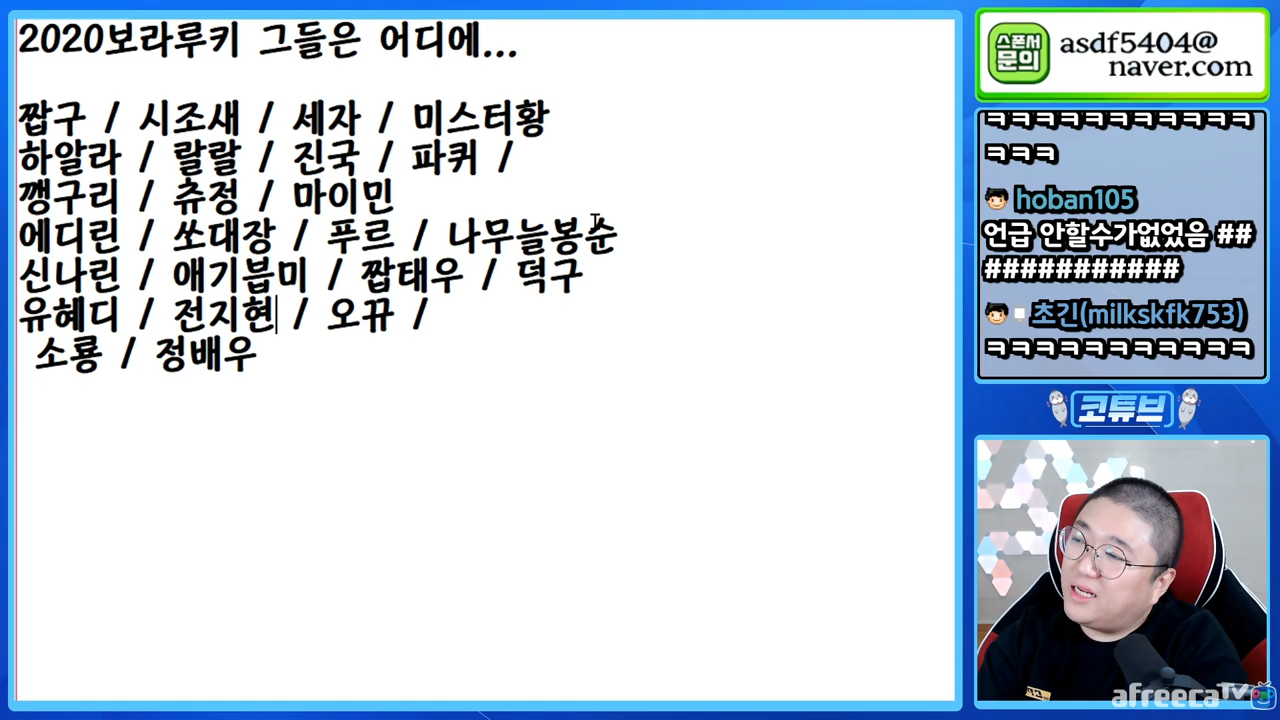 2020보라루키 그들은 어디에...
짭구 / 시조새 / 세자 / 미스터황
하알라 / 랄랄 / 진국 / 파퀴 /
깽구리 / 츄정 / 마이민
에디린 / 쏘대장 / 푸르 / 나무늘봉순
신나린 / 애기븝미 / 짭태우 / 덕구
유혜디 / 전지현 / 오뀨 /
소룡 / 정배우
스폰서
문의
asdf5404@
naver.com
ㅋㅋㅋㅋㅋㅋㅋㅋㅋㅋㅋ
ㅋㅋㅋ
hoban105
언급 안할수가없었음 ##
###########
초긴(milkskfk753)
ㅋㅋㅋㅋㅋㅋㅋㅋㅋㅋㅋ
코튜브
afreecaTV